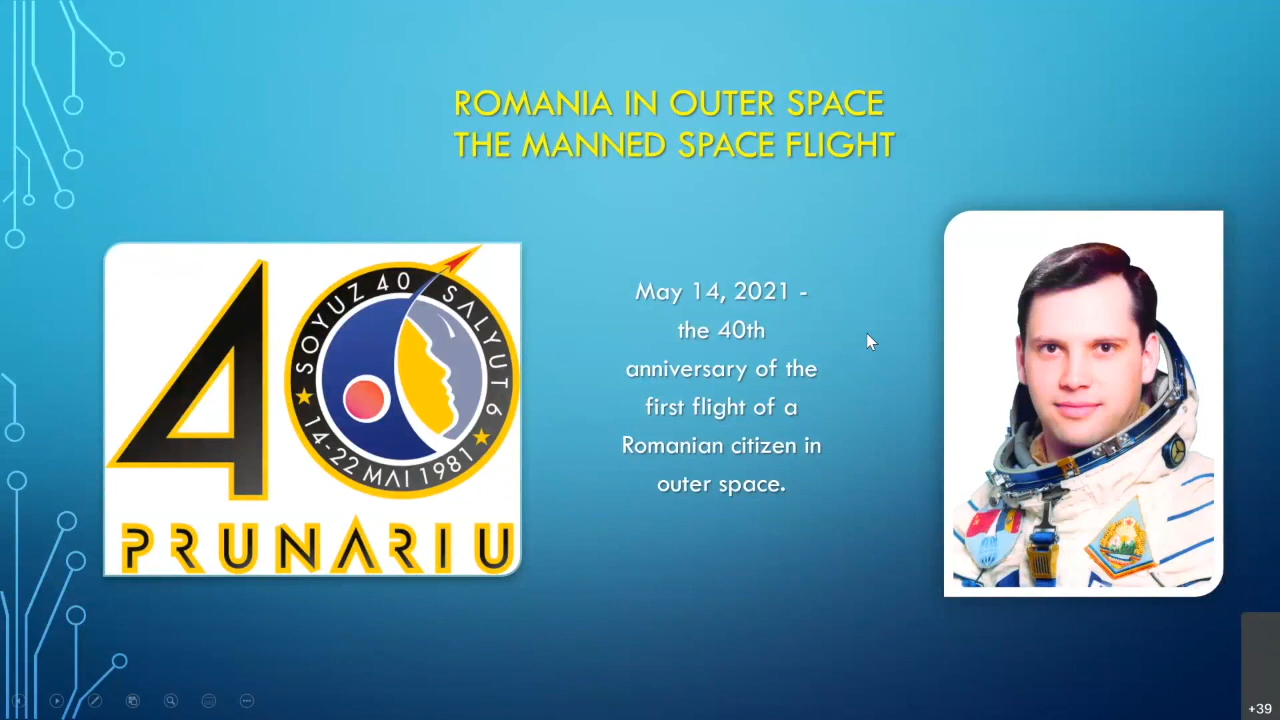 ROMANIA IN OUTER SPACE
THE MANNED SPACE FLIGHT
4
SOYUZ 40 SALYUT 6
14-22 MAI 1981
PRUNARIU
May 14, 2021 -
the 40th
anniversary of the
first flight of a
Romanian citizen in
outer space.
+39